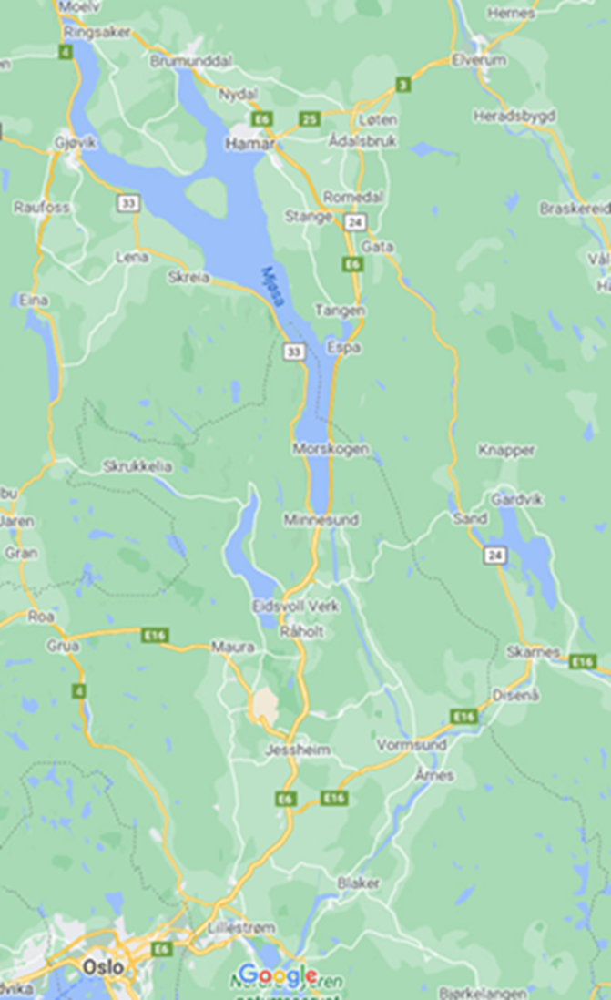 Moelv
Hernes
Ringsaker
4
Brumunddal
Elverum
3
Nydal
E6
25
Løten
Heradsbygd
Gjøvik
Hamar
Ådalsbruk
33
Romedal
Raufoss
Stange
24
Braskereid
Gata
Lena
E6
Skreia
Mjøsa
Eina
Tangen
33
Espa
Morskogen
Knapper
Skrukkelia
Gardvik
Jaren
Minnesund
Sand
Gran
24
Eidsvoll Verk
Roa
Råholt
E16
Grua
Maura
Skarnes
E16
4
Disenå
E16
Jessheim
Vormsund
Årnes
E6
E16
Blaker
Lillestrøm
E6
Oslo
Google
Bjørkelangen